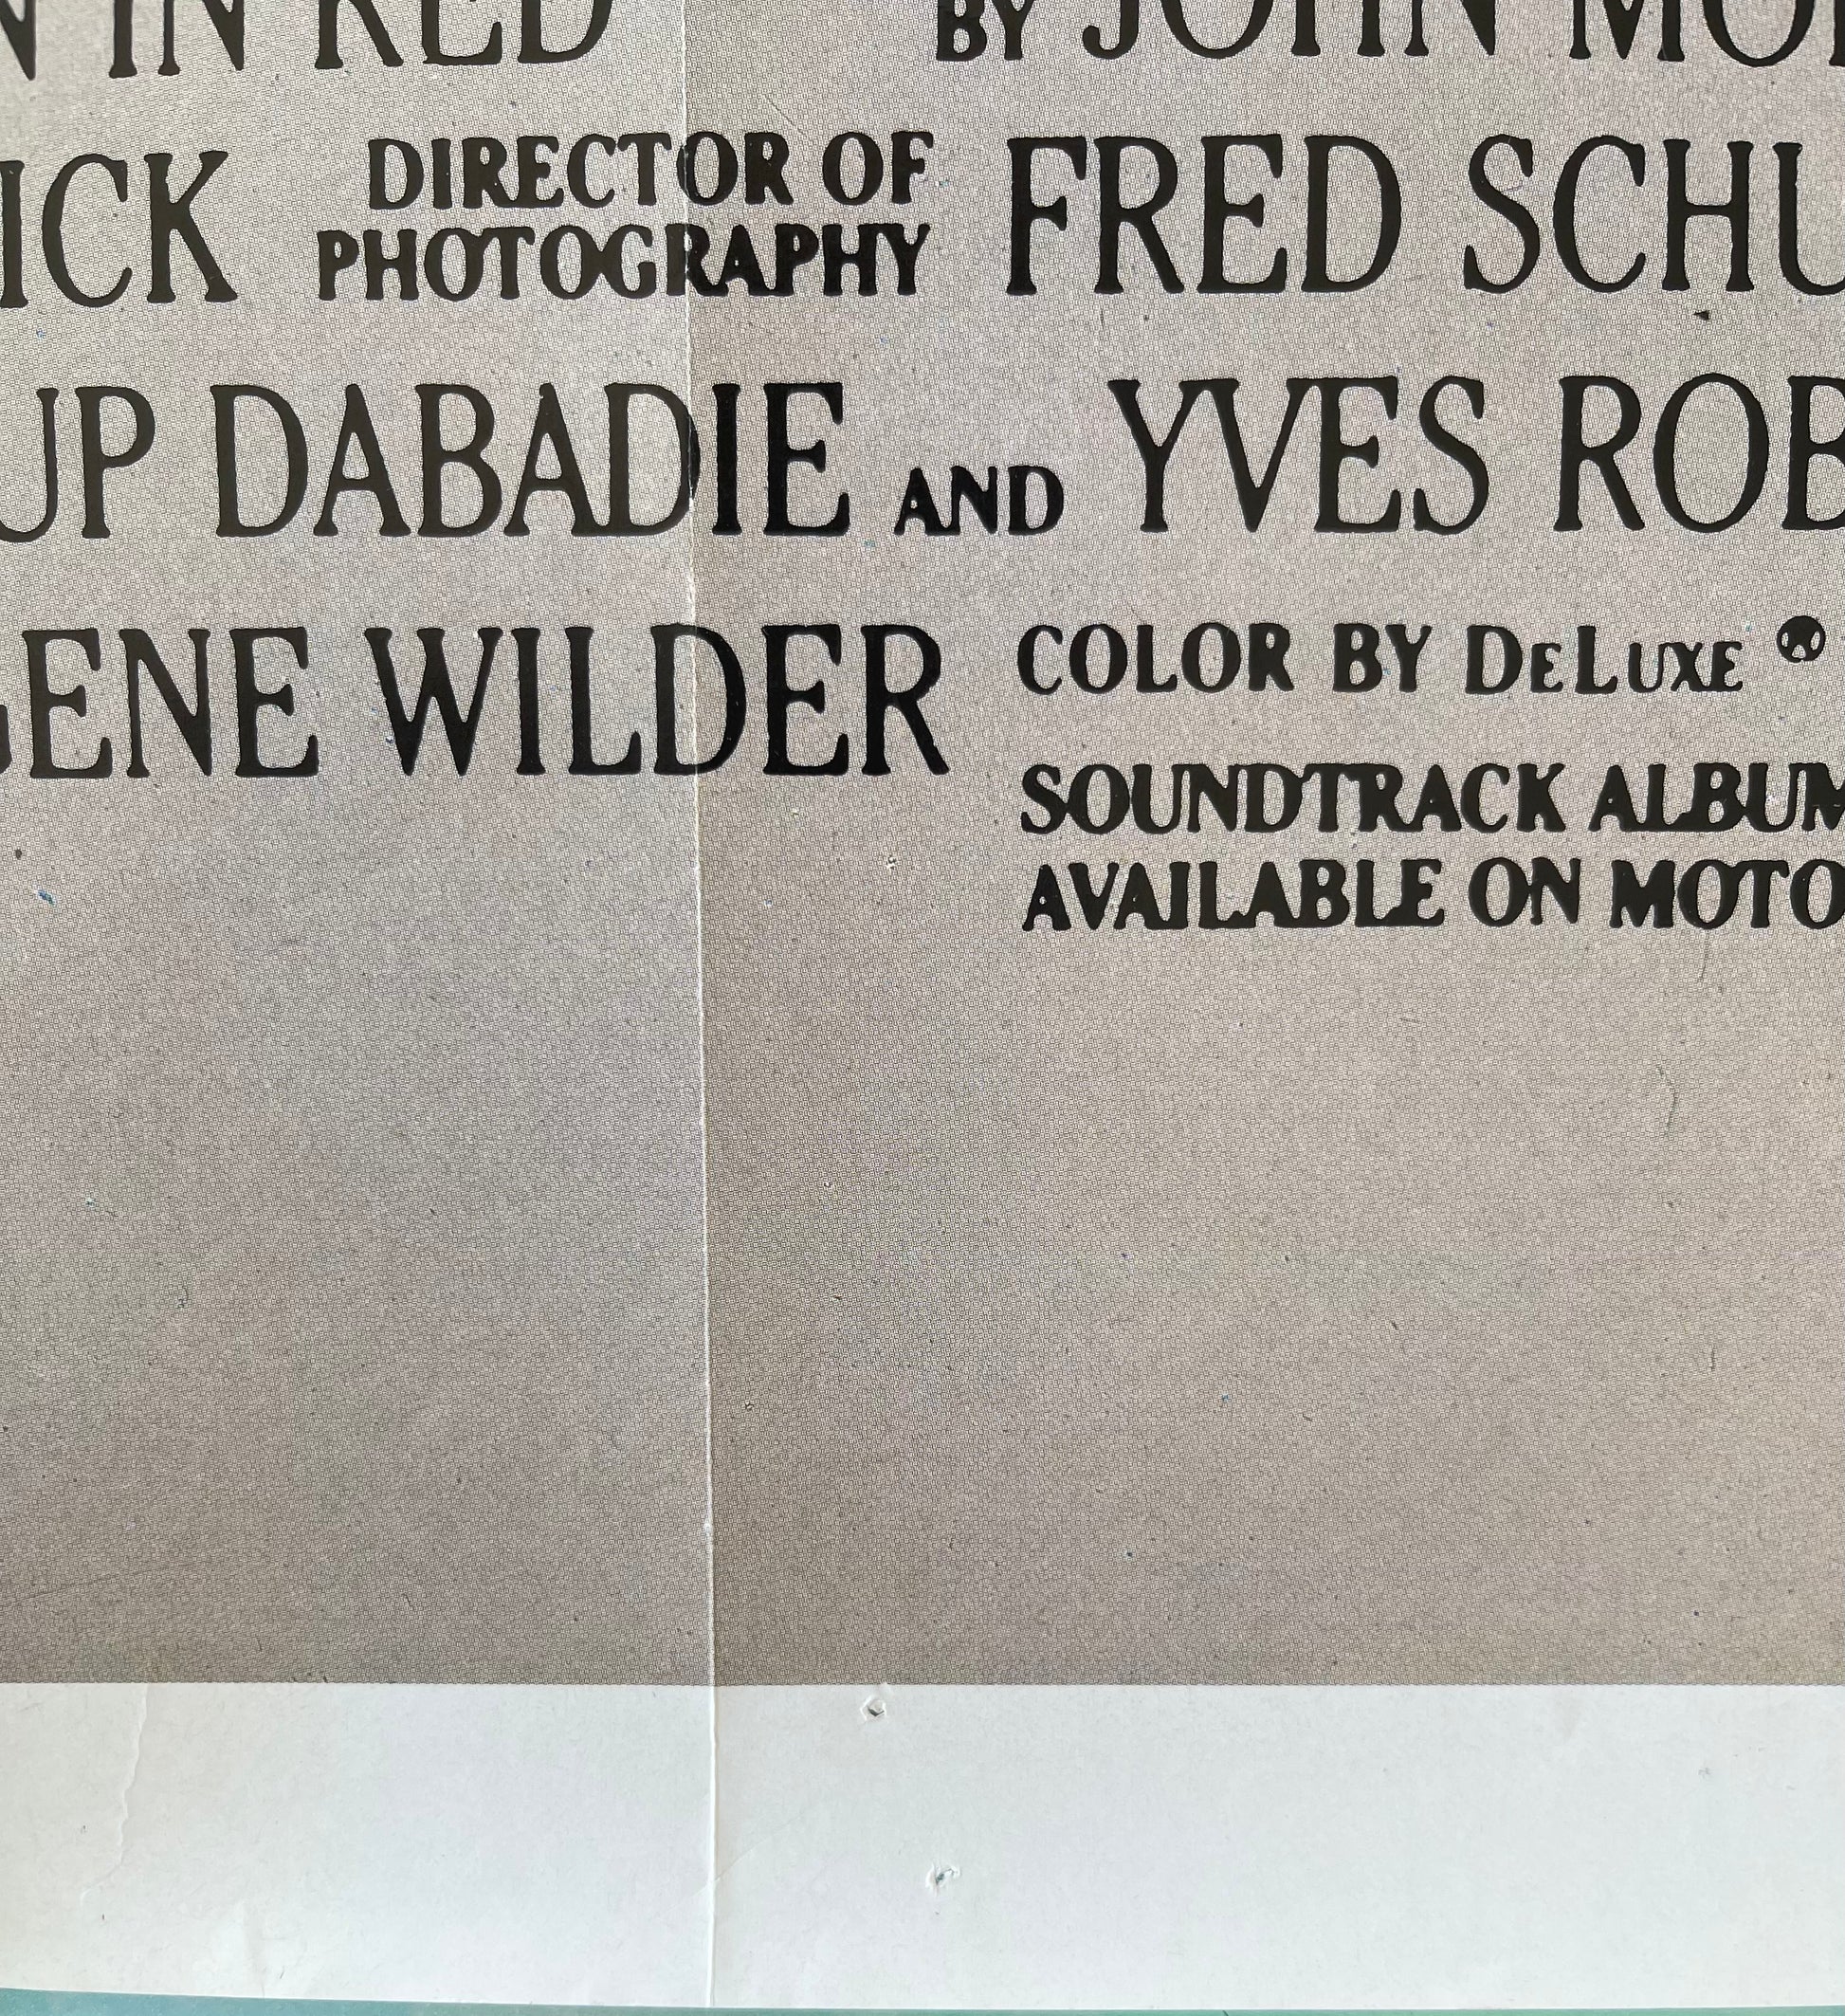 N IN RED BY JOHN MO
ICK DIRECTOR OF PHOTOGRAPHY FRED SCHU
UP DABADIE AND YVES ROB
ENE WILDER COLOR BY DeLuxe ®
SOUNDTRACK ALBUM
AVAILABLE ON MOTO